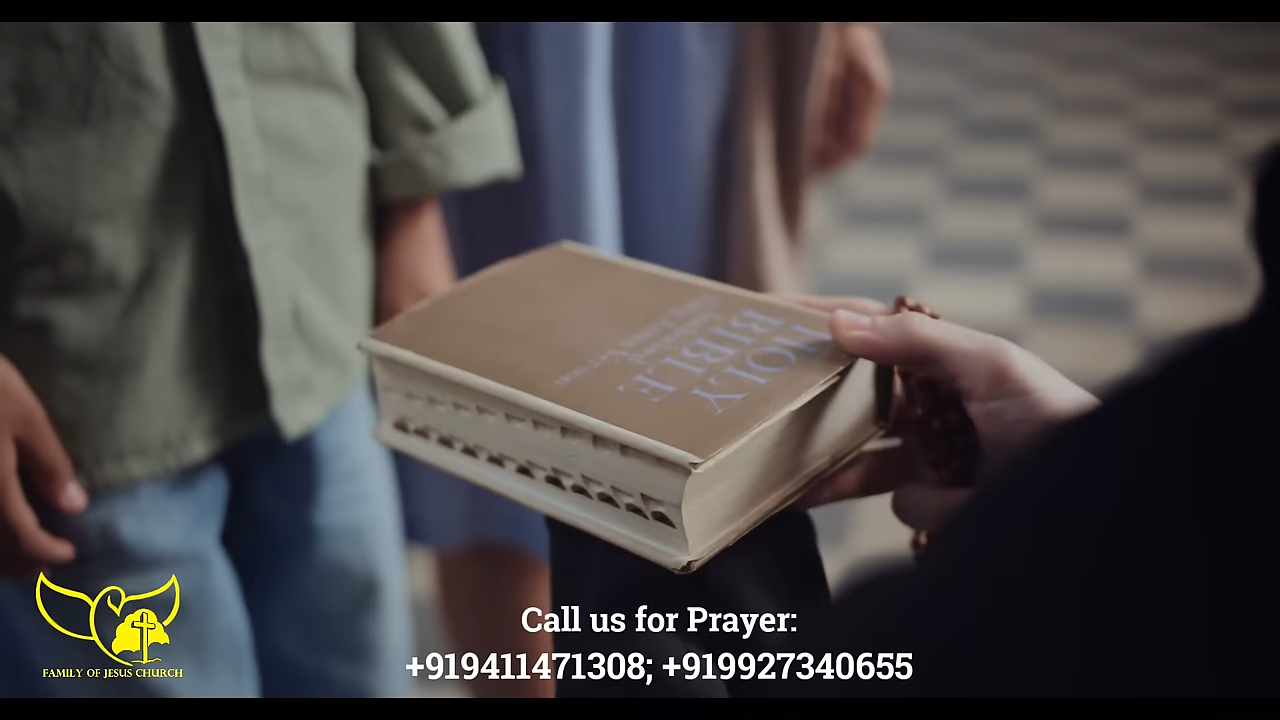 HOLY
BIBLE
Call us for Prayer:
+919411471308; +919927340655
FAMILY OF JESUS CHURCH